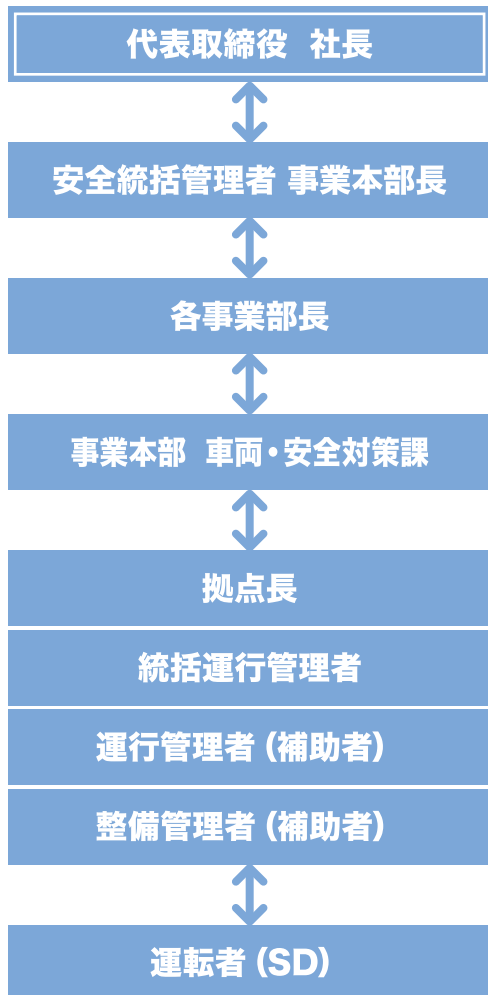 代表取締役 社長
安全統括管理者 事業本部長
各事業部長
事業本部 車両・安全対策課
拠点長
統括運行管理者
運行管理者(補助者)
整備管理者(補助者)
運転者(SD)